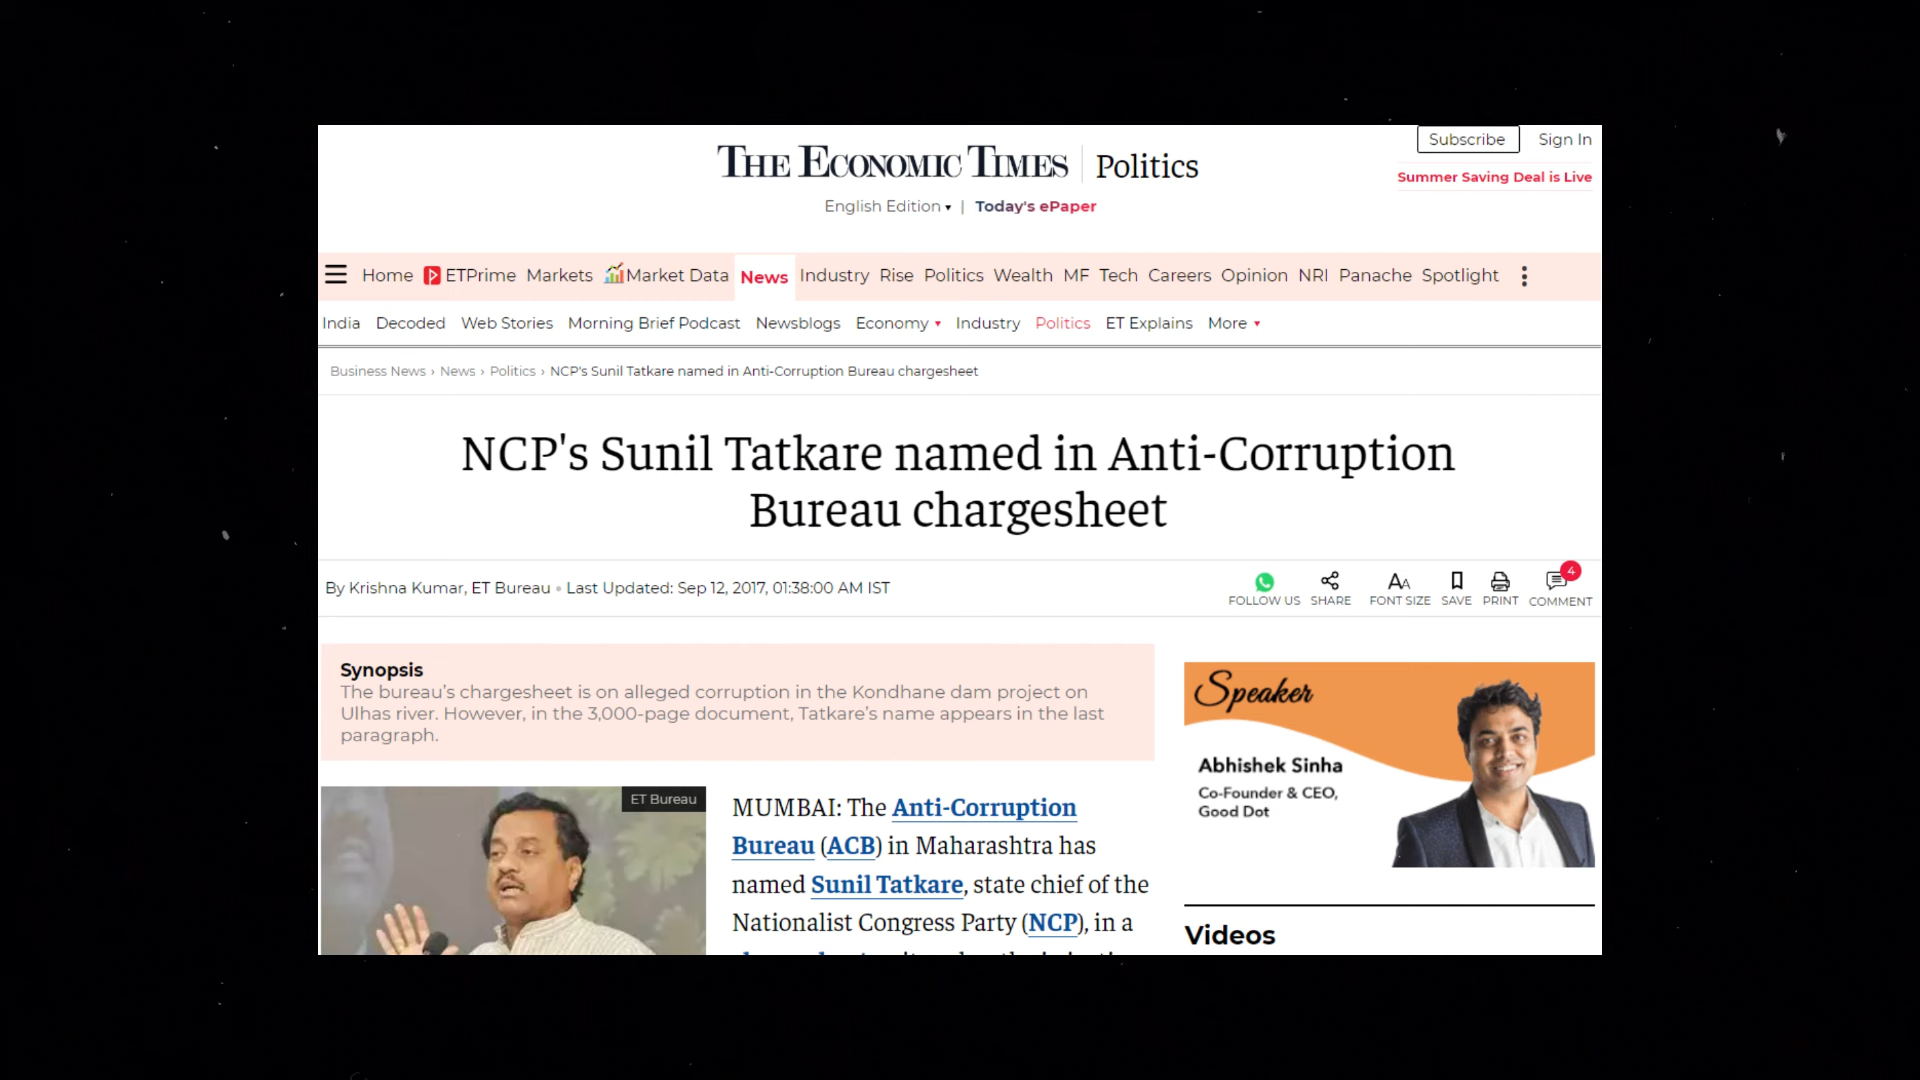 Subscribe Sign In
THE ECONOMIC TIMES Politics
Summer Saving Deal is Live
English Edition ▾ | Today's ePaper
Home ETPrime Markets Market Data News Industry Rise Politics Wealth MF Tech Careers Opinion NRI Panache Spotlight
India Decoded Web Stories Morning Brief Podcast Newsblogs Economy ▾ Industry Politics ET Explains More ▾
Business News › News › Politics › NCP's Sunil Tatkare named in Anti-Corruption Bureau chargesheet
NCP's Sunil Tatkare named in Anti-Corruption
Bureau chargesheet
By Krishna Kumar, ET Bureau • Last Updated: Sep 12, 2017, 01:38:00 AM IST
4
FOLLOW US SHARE FONT SIZE SAVE PRINT COMMENT
Synopsis
The bureau's chargesheet is on alleged corruption in the Kondhane dam project on
Ulhas river. However, in the 3,000-page document, Tatkare's name appears in the last
paragraph.
ET Bureau
MUMBAI: The Anti-Corruption
Bureau (ACB) in Maharashtra has
named Sunil Tatkare, state chief of the
Nationalist Congress Party (NCP), in a
Speaker
Abhishek Sinha
Co-Founder & CEO,
Good Dot
Videos